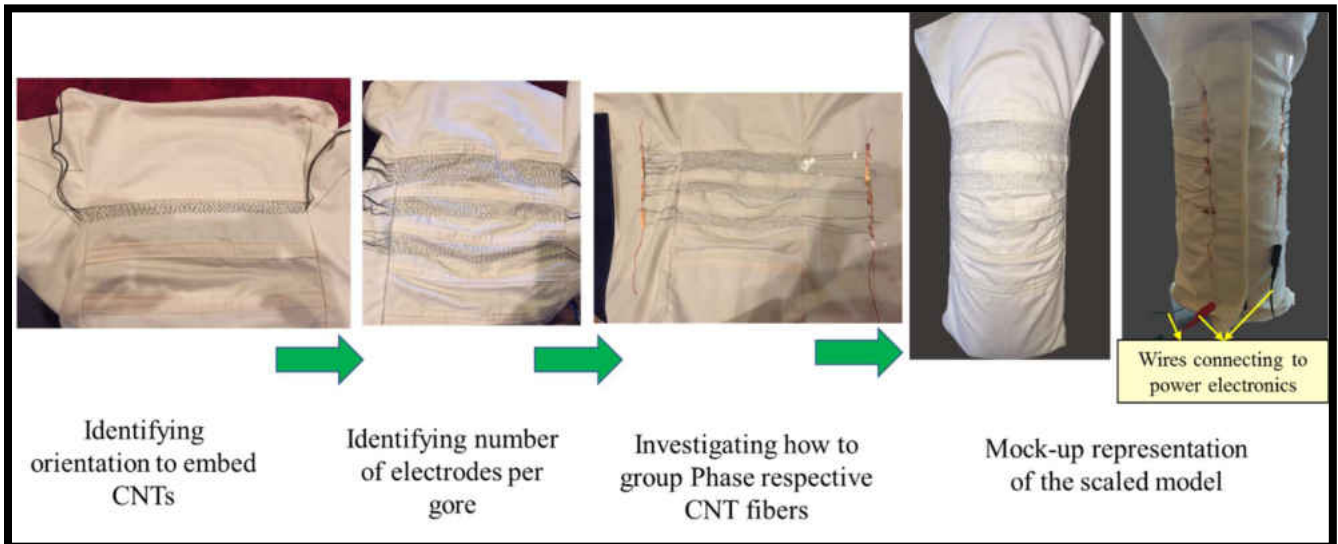 Wires connecting to
power electronics
Identifying
orientation to embed
CNTs
Identifying number
of electrodes per
gore
Investigating how to
group Phase respective
CNT fibers
Mock-up representation
of the scaled model